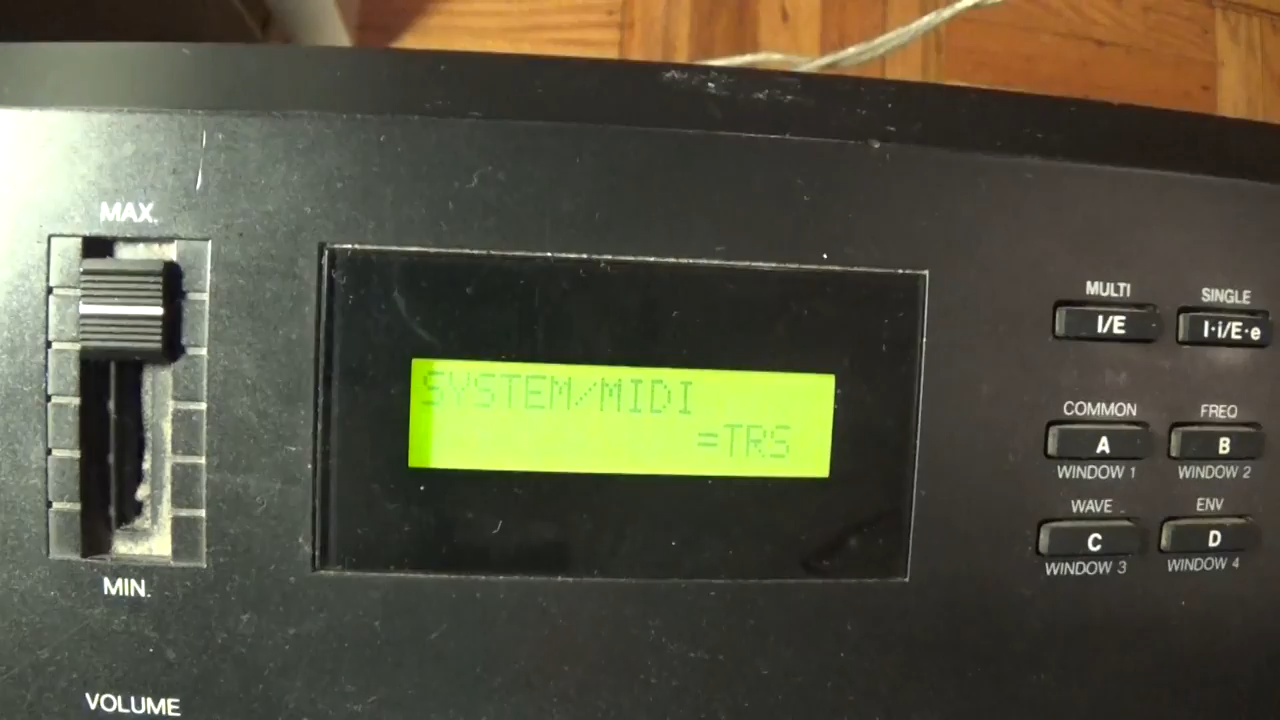 MAX.
MIN.
VOLUME
SYSTEM/MIDI
=TRS
MULTI SINGLE
I/E I·i/E·e
COMMON FREQ
A B
WINDOW 1 WINDOW 2
WAVE ENV
C D
WINDOW 3 WINDOW 4